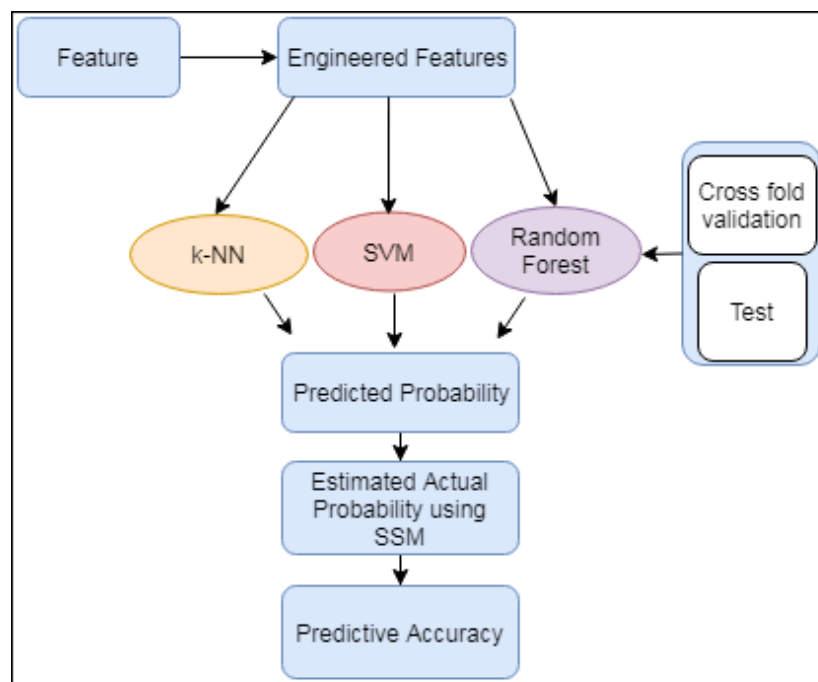 Feature
Engineered Features
Cross fold
validation
k-NN
SVM
Random
Forest
Test
Predicted Probability
Estimated Actual
Probability using
SSM
Predictive Accuracy